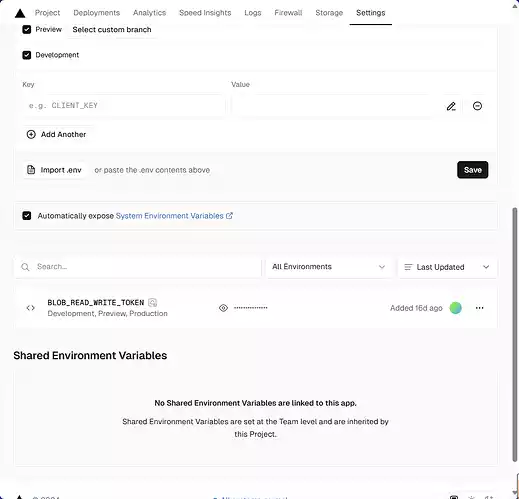 Project Deployments Analytics Speed Insights Logs Firewall Storage Settings
Preview Select custom branch
Development
Key Value
e.g. CLIENT_KEY
Add Another
Import .env or paste the .env contents above Save
Automatically expose System Environment Variables
Search... All Environments Last Updated
BLOB_READ_WRITE_TOKEN
Development, Preview, Production
•••••••••••••• Added 16d ago
Shared Environment Variables
No Shared Environment Variables are linked to this app.
Shared Environment Variables are set at the Team level and are inherited by
this Project.